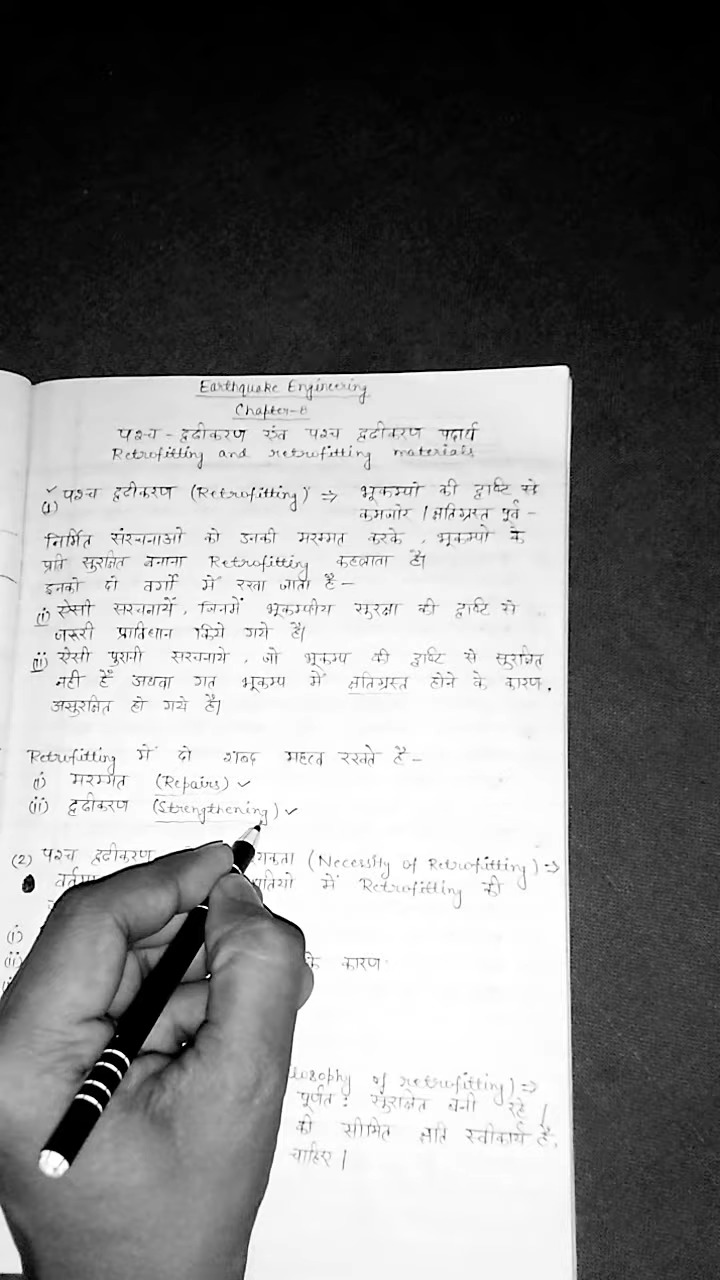 Earthquake Engineering
Chapter-8
पश्च - दृढीकरण एंव पश्च दृढीकरण पदार्थ
Retrofitting and retrofitting materials
(1) पश्च दृढीकरण (Retrofitting) ⇒ भूकम्पो की दृष्टि से
कमजोर / क्षतिग्रस्त पूर्व -
निर्मित संरचनाओ को उनकी मरम्मत करके, भूकम्पो के
प्रति सुरक्षित बनाना Retrofitting कहलाता है।
इनको दो वर्गो में रखा जाता है -
(i) ऐसी सरचनायें, जिनमें भूकम्पीय सुरक्षा की दृष्टि से
जरूरी प्राविधान किये गये है।
(ii) ऐसी पुरानी सरचनाये, जो भूकम्प की दृष्टि से सुरक्षित
नही हैं अथवा गत भूकम्प में क्षतिग्रस्त होने के कारण,
असुरक्षित हो गये है।
Retrofitting में दो शब्द महत्व रखते है -
(i) मरम्मत (Repairs) ✓
(ii) दृढीकरण (Strengthening) ✓
(2) पश्च दृढीकरण (Necessity of Retrofitting) ⇒
में Retrofitting की
(i)
(ii) के कारण
of retrofitting) ⇒
पूर्णत: सुरक्षित बनी रहे।
की सीमित क्षति स्वीकार्य है,
चाहिए।